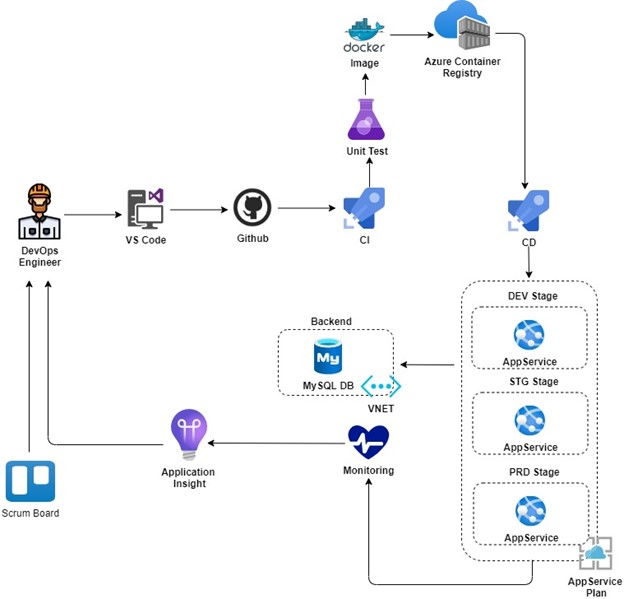 docker
Image
Azure Container
Registry
Unit Test
DevOps
Engineer
VS Code
Github
CI
CD
DEV Stage
AppService
Backend
My
MySQL DB
VNET
STG Stage
AppService
Application
Insight
Monitoring
PRD Stage
AppService
Scrum Board
AppService
Plan